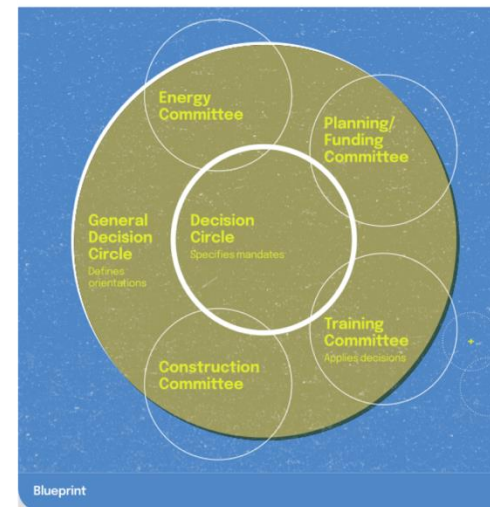 Energy
Committee
Planning/
Funding
Committee
General
Decision
Circle
Defines
orientations
Decision
Circle
Specifies mandates
Training
Committee
Applies decisions
Construction
Committee
Blueprint